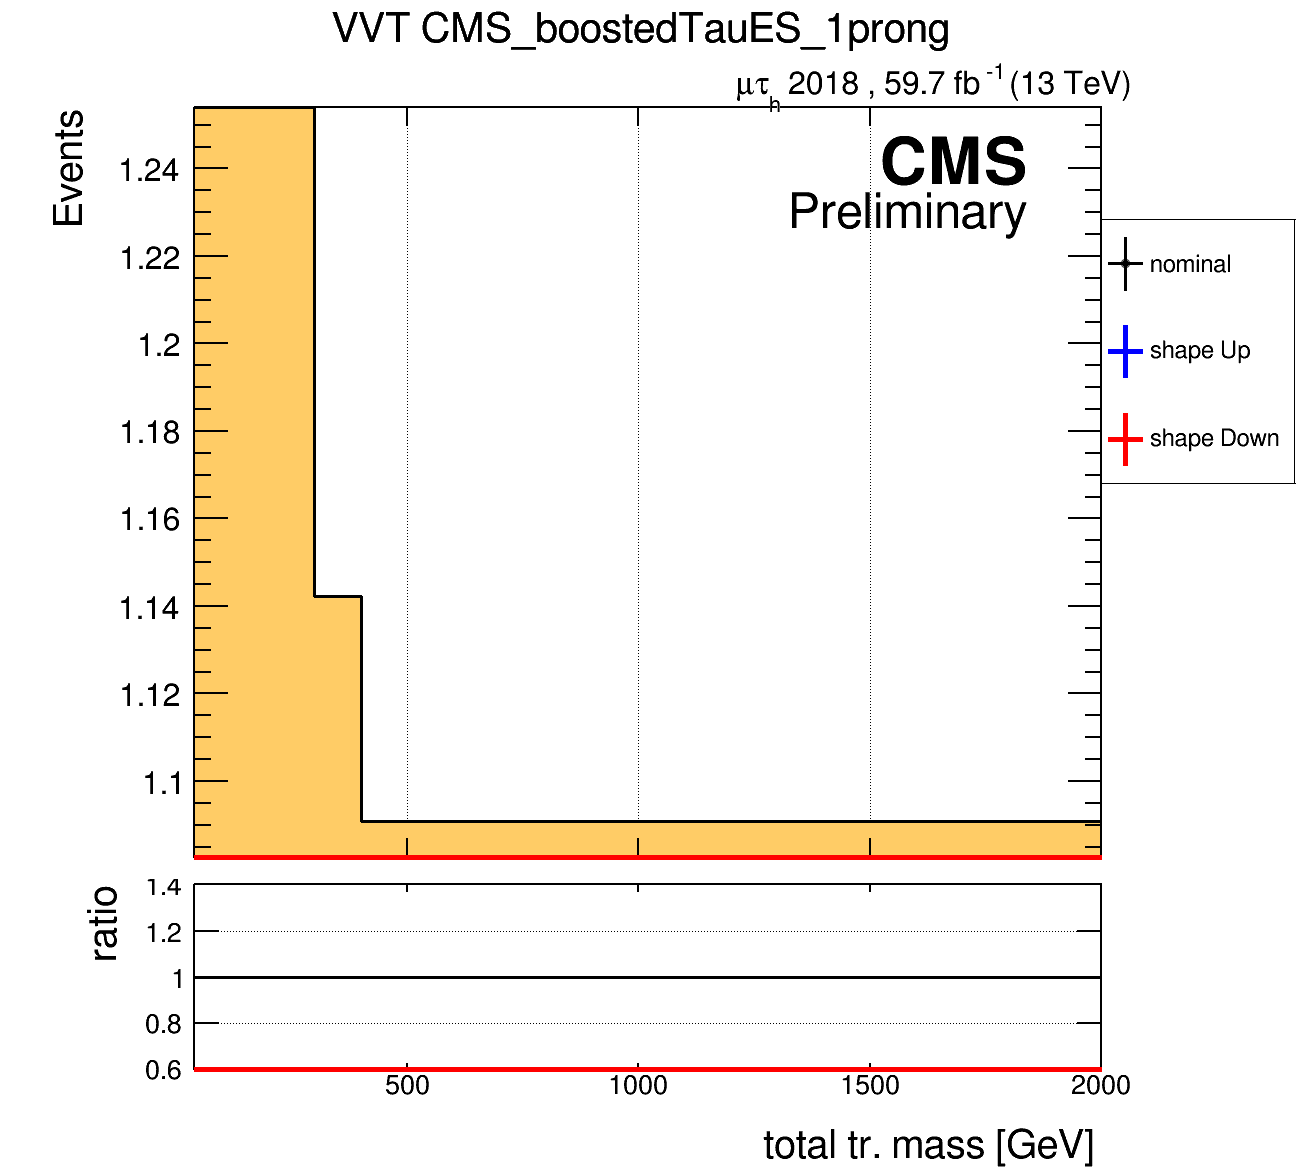 VVT CMS_boostedTauES_1prong
μτh 2018 , 59.7 fb-1 (13 TeV)
CMS
Preliminary
Events
1.24
1.22
1.2
1.18
1.16
1.14
1.12
1.1
nominal
shape Up
shape Down
ratio
1.4
1.2
1
0.8
0.6
500 1000 1500 2000
total tr. mass [GeV]